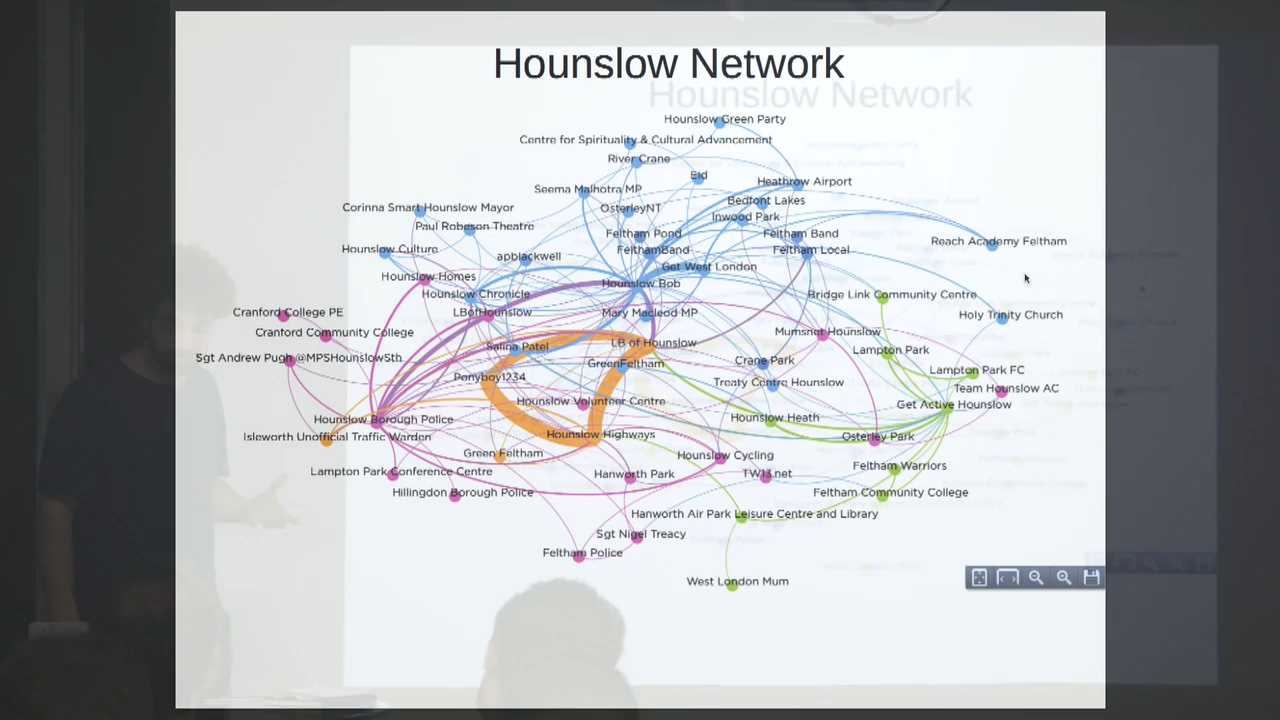 Hounslow Network
Hounslow Network
Hounslow Green Party
Centre for Spirituality & Cultural Advancement
River Crane
Eid
Heathrow Airport
Seema Malhotra MP
Bedfont Lakes
Corinna Smart Hounslow Mayor
OsterleyNT
Inwood Park
Paul Robeson Theatre
Feltham Pond
Feltham Band
Reach Academy Feltham
Hounslow Culture
FelthamBand
Feltham Local
apblackwell
Get West London
Hounslow Homes
Hounslow Bob
Hounslow Chronicle
Bridge Link Community Centre
Cranford College PE
LBofHounslow
Mary Macleod MP
Holy Trinity Church
Cranford Community College
Mumsnet Hounslow
Salina Patel
LB of Hounslow
Lampton Park
Sgt Andrew Pugh @MPSHounslowSth
GreenFeltham
Crane Park
Lampton Park FC
Ponyboy1234
Treaty Centre Hounslow
Team Hounslow AC
Hounslow Volunteer Centre
Get Active Hounslow
Hounslow Borough Police
Hounslow Heath
Isleworth Unofficial Traffic Warden
Hounslow Highways
Osterley Park
Green Feltham
Hounslow Cycling
Lampton Park Conference Centre
Hanworth Park
TW13.net
Feltham Warriors
Hillingdon Borough Police
Feltham Community College
Hanworth Air Park Leisure Centre and Library
Sgt Nigel Treacy
Feltham Police
West London Mum